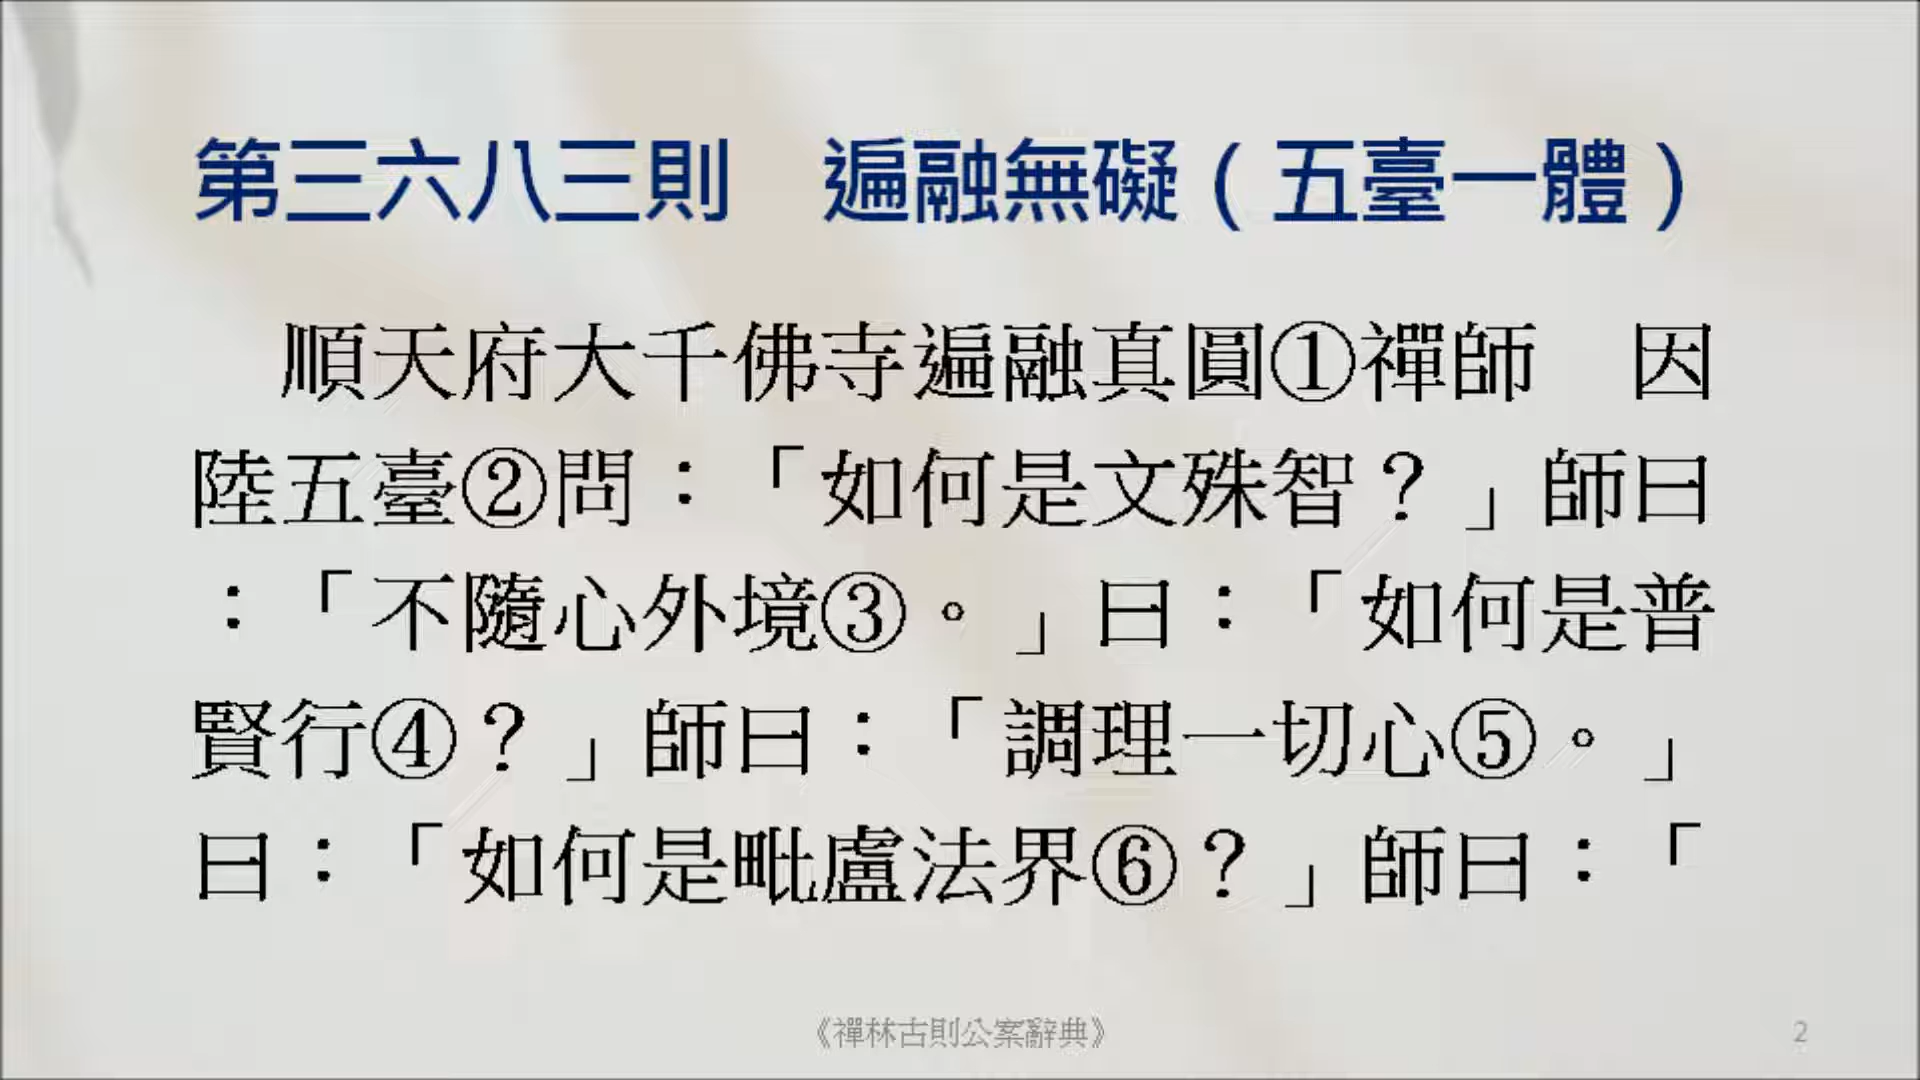 第三六八三則　遍融無礙（五臺一體）
順天府大千佛寺遍融真圓①禪師　因
陸五臺②問：「如何是文殊智？」師曰
：「不隨心外境③。」曰：「如何是普
賢行④？」師曰：「調理一切心⑤。」
曰：「如何是毗盧法界⑥？」師曰：「
《禪林古則公案辭典》
2